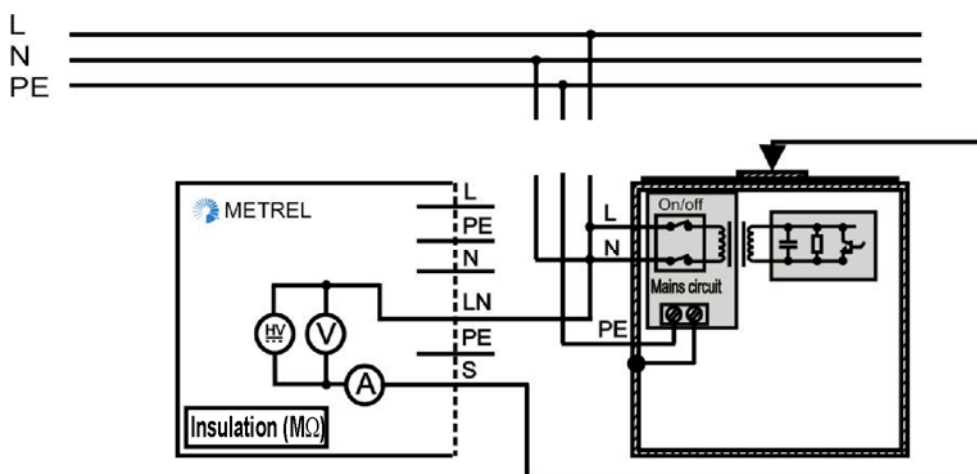 L
N
PE
METREL
L
PE
N
LN
PE
S
HV
V
A
Insulation (MΩ)
On/off
L
N
Mains circuit
PE